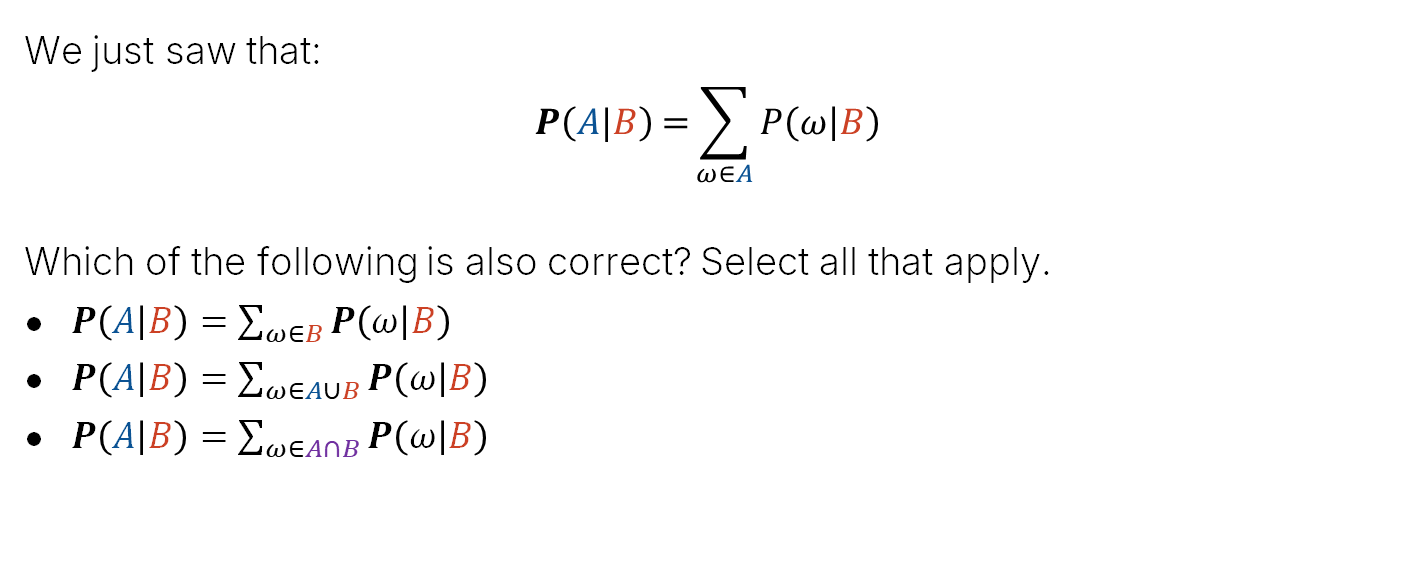 We just saw that:
P(A|B) = ∑_{ω∈A} P(ω|B)
Which of the following is also correct? Select all that apply.
• P(A|B) = ∑_{ω∈B} P(ω|B)
• P(A|B) = ∑_{ω∈A∪B} P(ω|B)
• P(A|B) = ∑_{ω∈A∩B} P(ω|B)